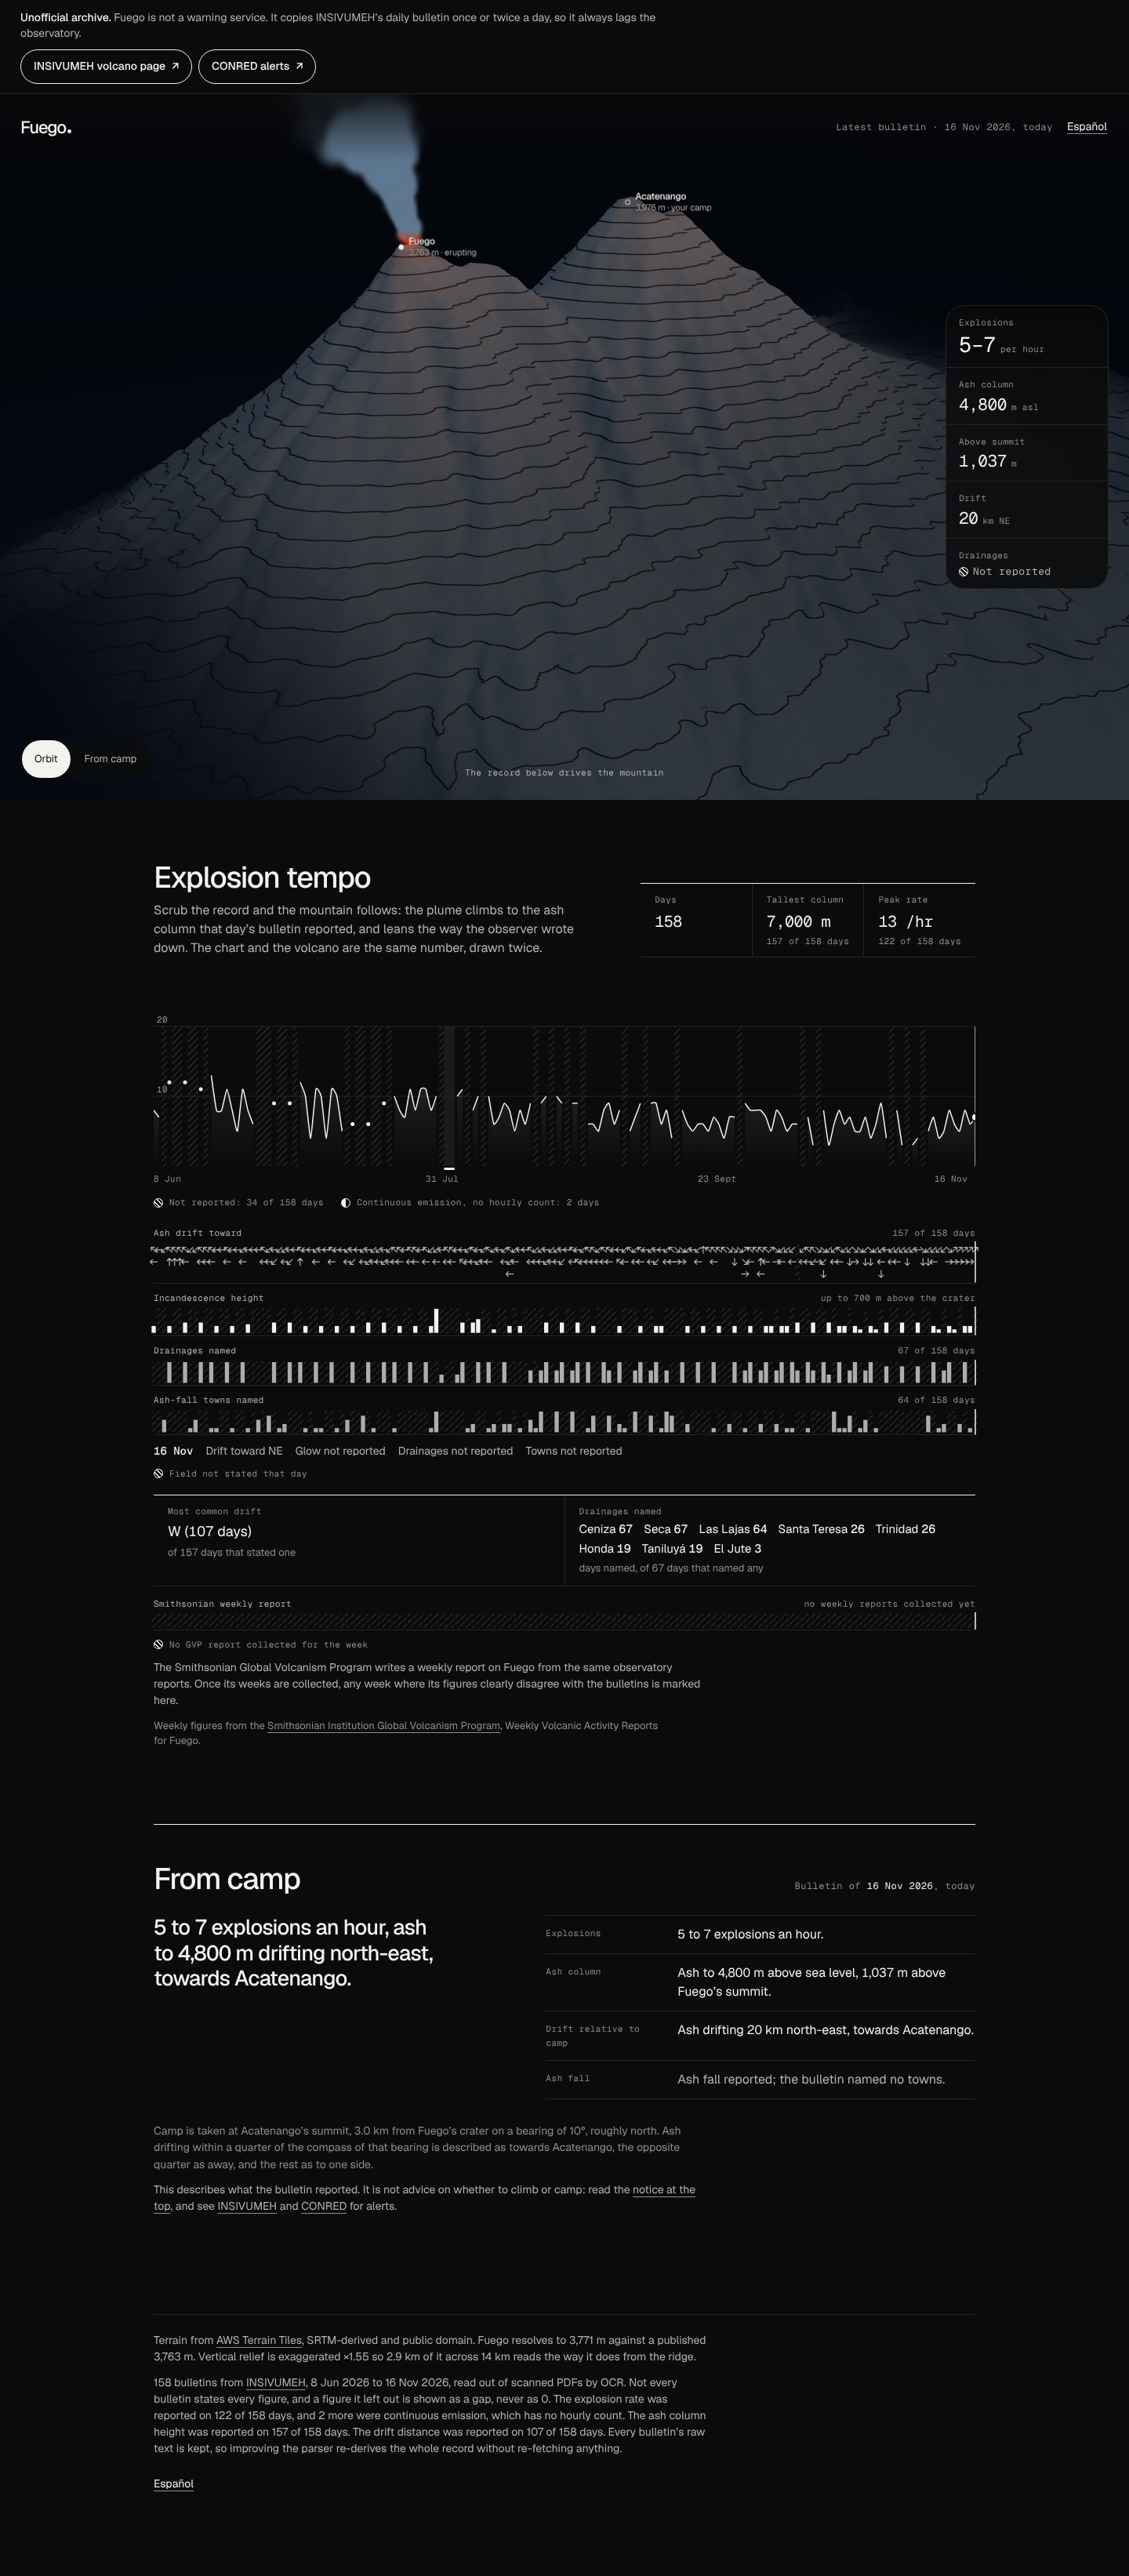 Unofficial archive. Fuego is not a warning service. It copies INSIVUMEH's daily bulletin once or twice a day, so it always lags the
observatory.
INSIVUMEH volcano page ↗
CONRED alerts ↗
Fuego.
Latest bulletin · 16 Nov 2026, today
Español
Acatenango
3,976 m · your camp
Fuego
3,763 m · erupting
Explosions
5–7 per hour
Ash column
4,800 m asl
Above summit
1,037 m
Drift
20 km NE
Drainages
Not reported
Orbit
From camp
The record below drives the mountain
Explosion tempo
Scrub the record and the mountain follows: the plume climbs to the ash
column that day's bulletin reported, and leans the way the observer wrote
down. The chart and the volcano are the same number, drawn twice.
Days
158
Tallest column
7,000 m
157 of 158 days
Peak rate
13 /hr
122 of 158 days
20
10
8 Jun
31 Jul
23 Sept
16 Nov
Not reported: 34 of 158 days
Continuous emission, no hourly count: 2 days
Ash drift toward
157 of 158 days
Incandescence height
up to 700 m above the crater
Drainages named
67 of 158 days
Ash-fall towns named
64 of 158 days
16 Nov Drift toward NE Glow not reported Drainages not reported Towns not reported
Field not stated that day
Most common drift
W (107 days)
of 157 days that stated one
Drainages named
Ceniza 67 Seca 67 Las Lajas 64 Santa Teresa 26 Trinidad 26
Honda 19 Taniluyá 19 El Jute 3
days named, of 67 days that named any
Smithsonian weekly report
no weekly reports collected yet
No GVP report collected for the week
The Smithsonian Global Volcanism Program writes a weekly report on Fuego from the same observatory
reports. Once its weeks are collected, any week where its figures clearly disagree with the bulletins is marked
here.
Weekly figures from the Smithsonian Institution Global Volcanism Program, Weekly Volcanic Activity Reports
for Fuego.
From camp
Bulletin of 16 Nov 2026, today
5 to 7 explosions an hour, ash
to 4,800 m drifting north-east,
towards Acatenango.
Explosions
5 to 7 explosions an hour.
Ash column
Ash to 4,800 m above sea level, 1,037 m above
Fuego's summit.
Drift relative to
camp
Ash drifting 20 km north-east, towards Acatenango.
Ash fall
Ash fall reported; the bulletin named no towns.
Camp is taken at Acatenango's summit, 3.0 km from Fuego's crater on a bearing of 10°, roughly north. Ash
drifting within a quarter of the compass of that bearing is described as towards Acatenango, the opposite
quarter as away, and the rest as to one side.
This describes what the bulletin reported. It is not advice on whether to climb or camp: read the notice at the
top, and see INSIVUMEH and CONRED for alerts.
Terrain from AWS Terrain Tiles, SRTM-derived and public domain. Fuego resolves to 3,771 m against a published
3,763 m. Vertical relief is exaggerated ×1.55 so 2.9 km of it across 14 km reads the way it does from the ridge.
158 bulletins from INSIVUMEH, 8 Jun 2026 to 16 Nov 2026, read out of scanned PDFs by OCR. Not every
bulletin states every figure, and a figure it left out is shown as a gap, never as 0. The explosion rate was
reported on 122 of 158 days, and 2 more were continuous emission, which has no hourly count. The ash column
height was reported on 157 of 158 days. The drift distance was reported on 107 of 158 days. Every bulletin's raw
text is kept, so improving the parser re-derives the whole record without re-fetching anything.
Español